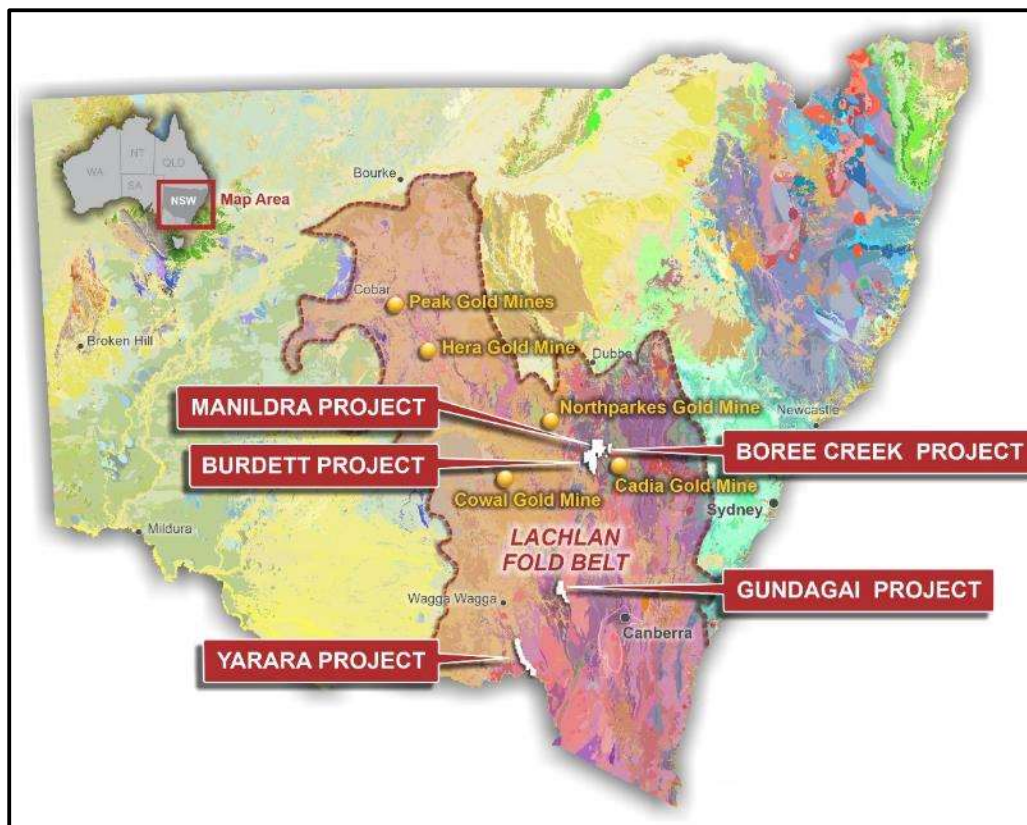 NT
QLD
WA
SA
NSW
Map Area
Bourke
Cobar
Peak Gold Mines
Broken Hill
Hera Gold Mine
Dubbo
MANILDRA PROJECT
Northparkes Gold Mine
Newcastle
BURDETT PROJECT
BOREE CREEK PROJECT
Cowal Gold Mine
Cadia Gold Mine
Sydney
Mildura
LACHLAN
FOLD BELT
Wagga Wagga
GUNDAGAI PROJECT
Canberra
YARARA PROJECT